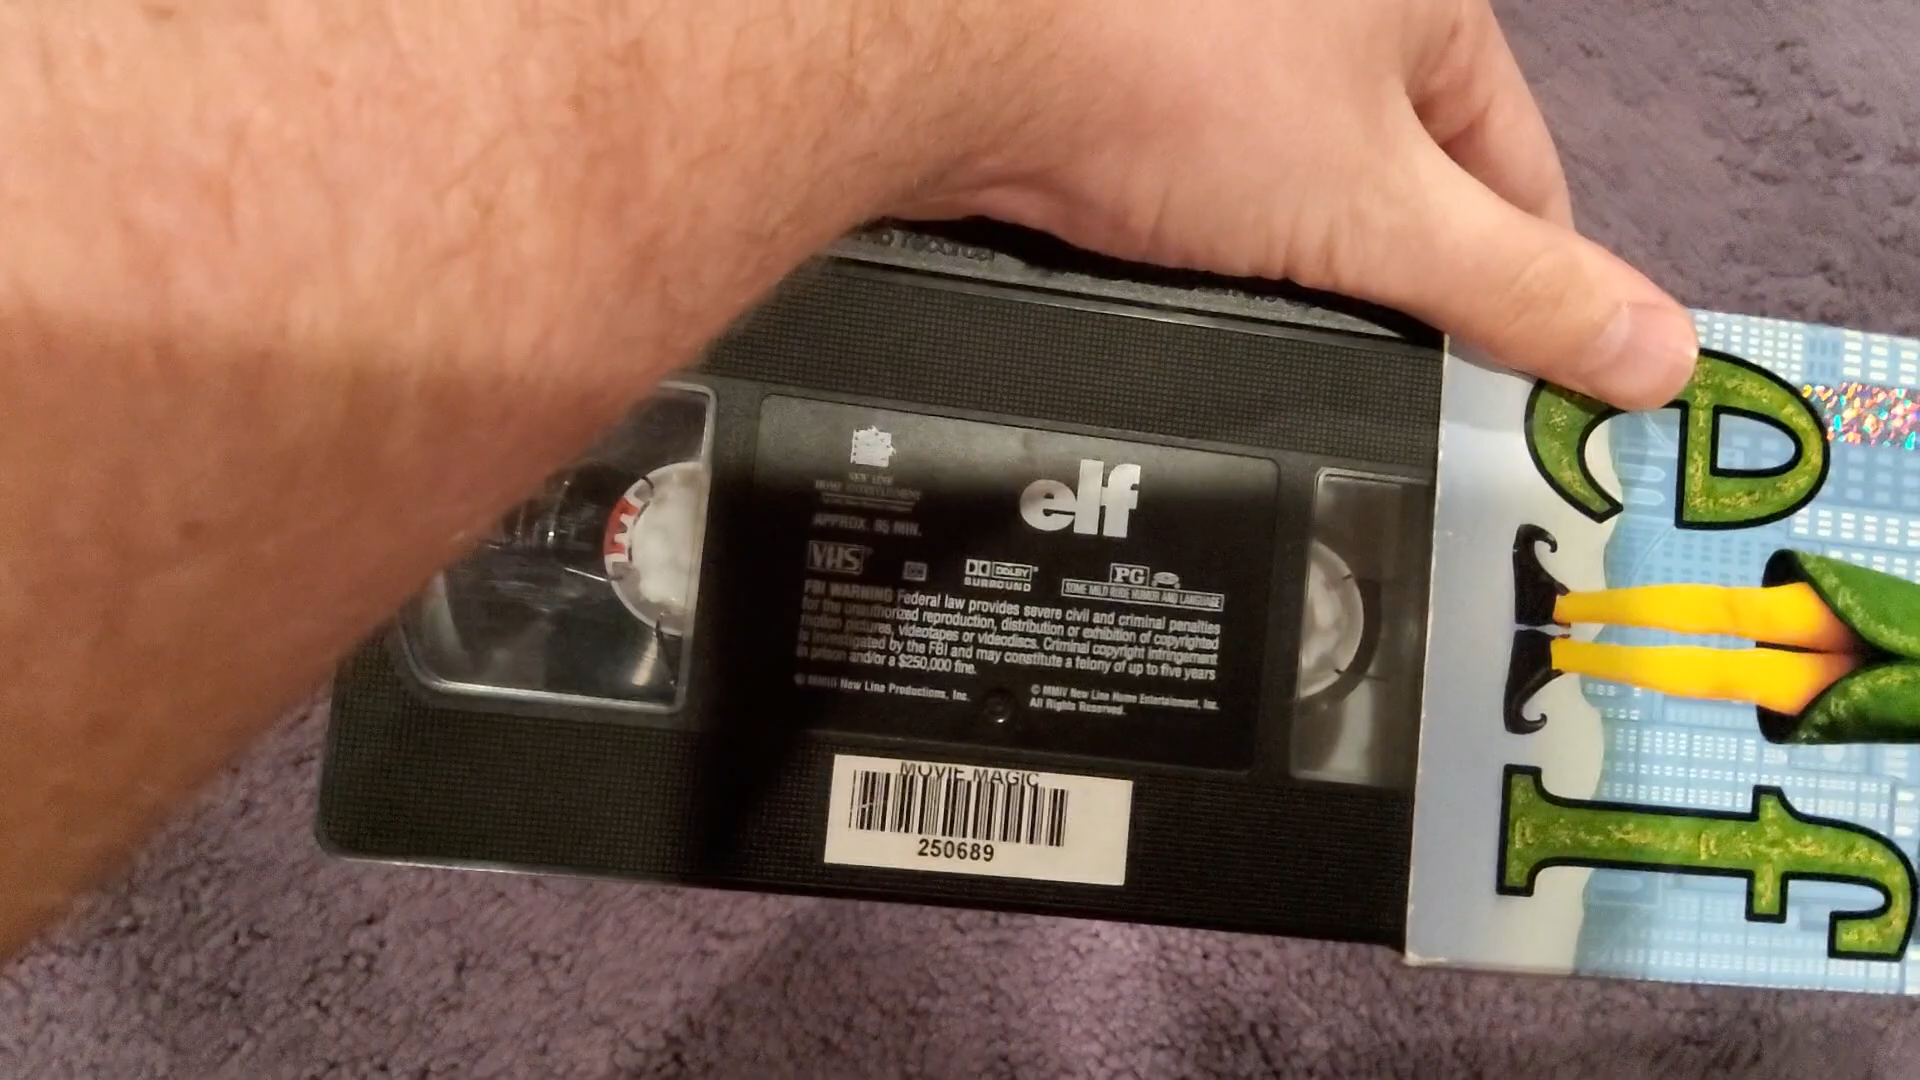 NEW LINE
HOME ENTERTAINMENT
APPROX. 95 MIN.
elf
VHS
DOLBY
SURROUND
PG
SOME MILD RUDE HUMOR AND LANGUAGE
FBI WARNING Federal law provides severe civil and criminal penalties
for the unauthorized reproduction, distribution or exhibition of copyrighted
motion pictures, videotapes or videodiscs. Criminal copyright infringement
is investigated by the FBI and may constitute a felony of up to five years
in prison and/or a $250,000 fine.
© MMIII New Line Productions, Inc.
© MMIV New Line Home Entertainment, Inc.
All Rights Reserved.
MOVIE MAGIC
250689
elf